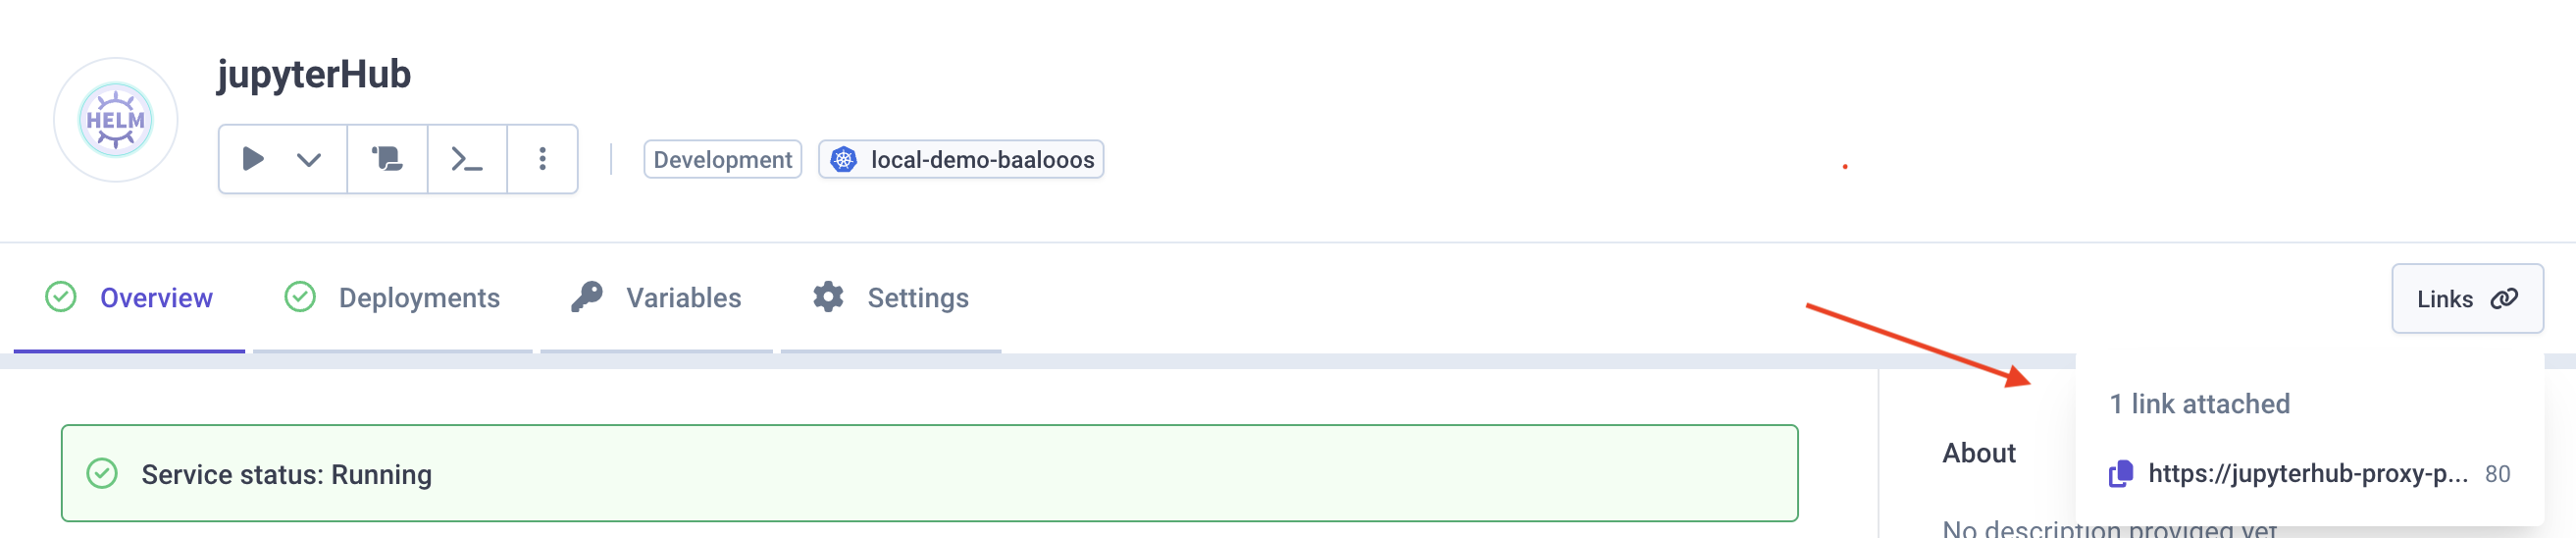 HELM
jupyterHub
Development
local-demo-baalooos
Overview
Deployments
Variables
Settings
Links
1 link attached
https://jupyterhub-proxy-p... 80
Service status: Running
About
No description provided yet